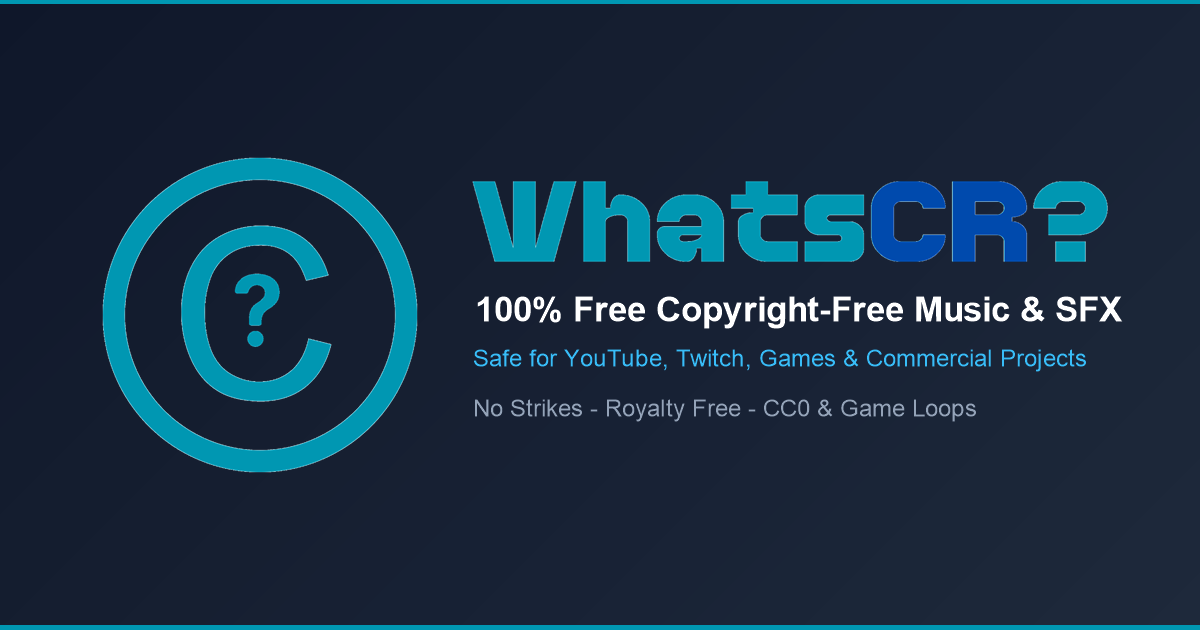 C
?
WhatsCR?
100% Free Copyright-Free Music & SFX
Safe for YouTube, Twitch, Games & Commercial Projects
No Strikes - Royalty Free - CC0 & Game Loops